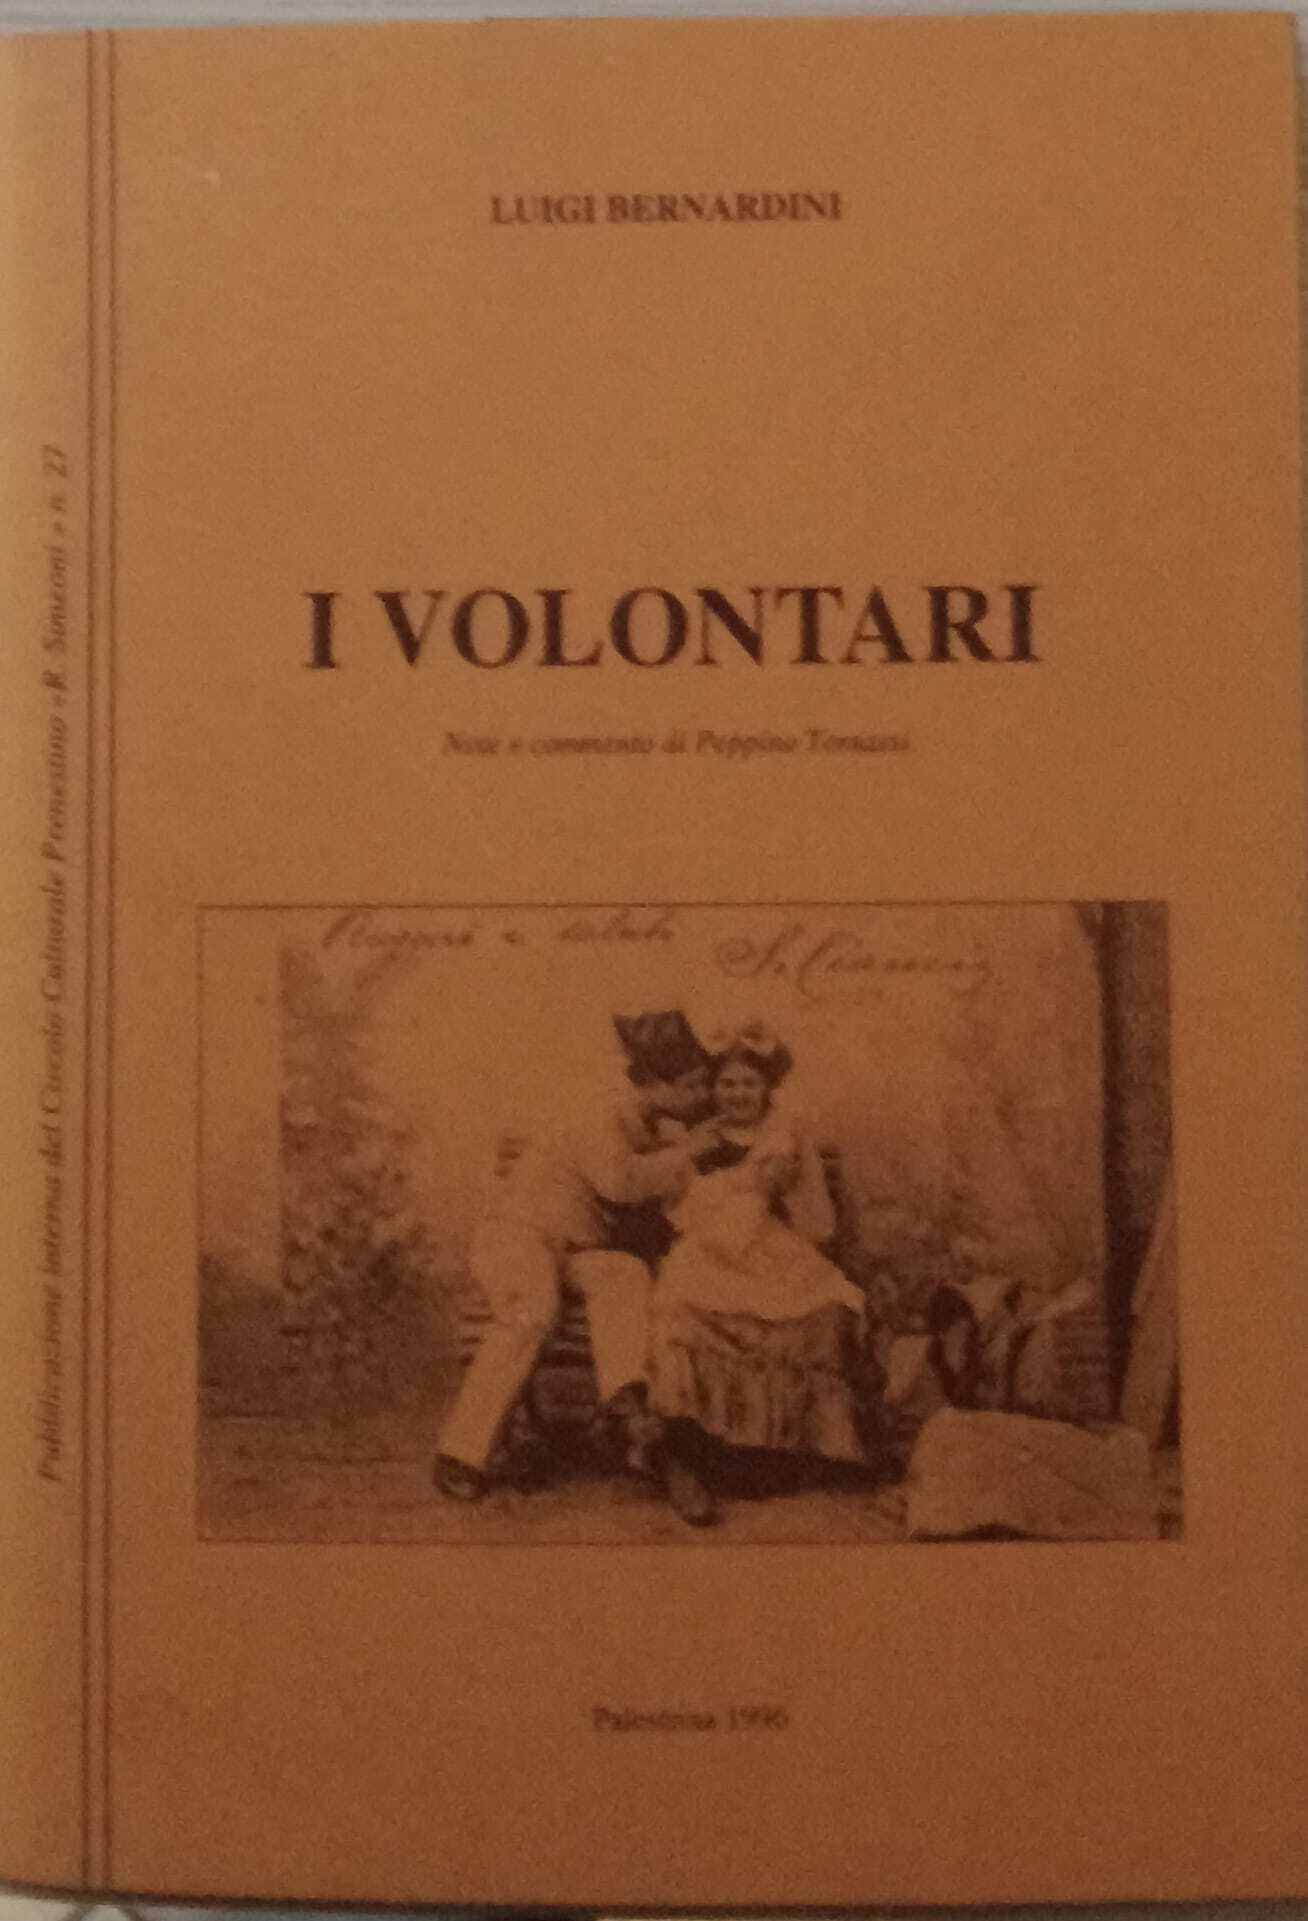 LUIGI BERNARDINI
I VOLONTARI
Note e commento di Peppino Tomassi
Palestrina 1996
Pubblicazione interna del Circolo Culturale Prenestino «R. Simeoni» n. 27